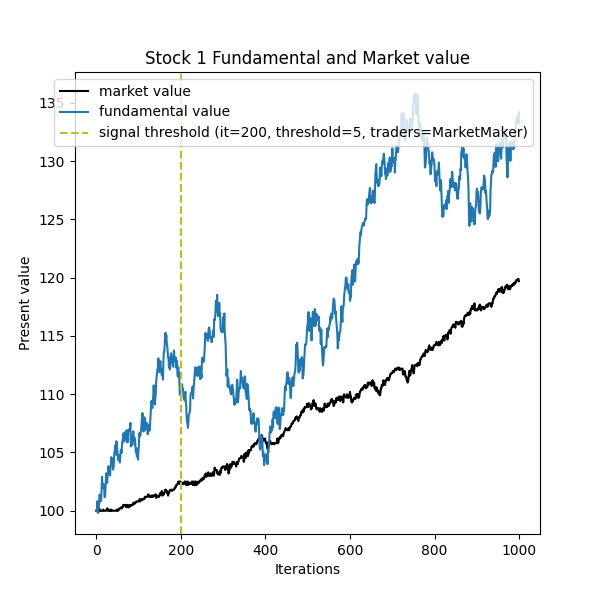 Stock 1 Fundamental and Market value
market value
fundamental value
signal threshold (it=200, threshold=5, traders=MarketMaker)
135
130
125
120
115
110
105
100
Present value
0 200 400 600 800 1000
Iterations